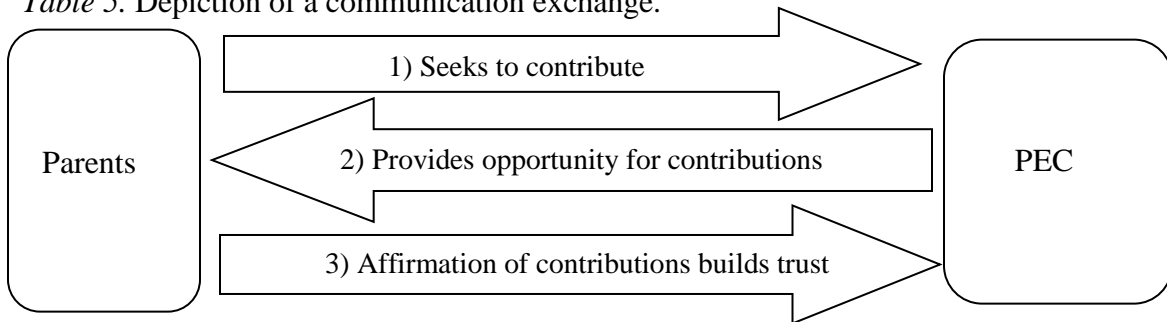 Table 5. Depiction of a communication exchange.
1) Seeks to contribute
Parents
2) Provides opportunity for contributions
PEC
3) Affirmation of contributions builds trust